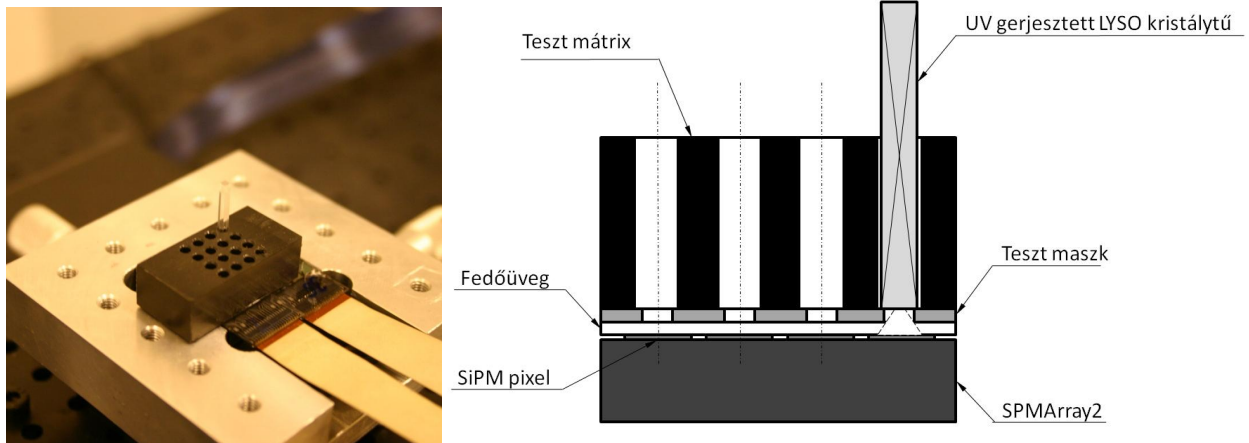 UV gerjesztett LYSO kristálytű
Teszt mátrix
Fedőüveg
Teszt maszk
SiPM pixel
SPMArray2